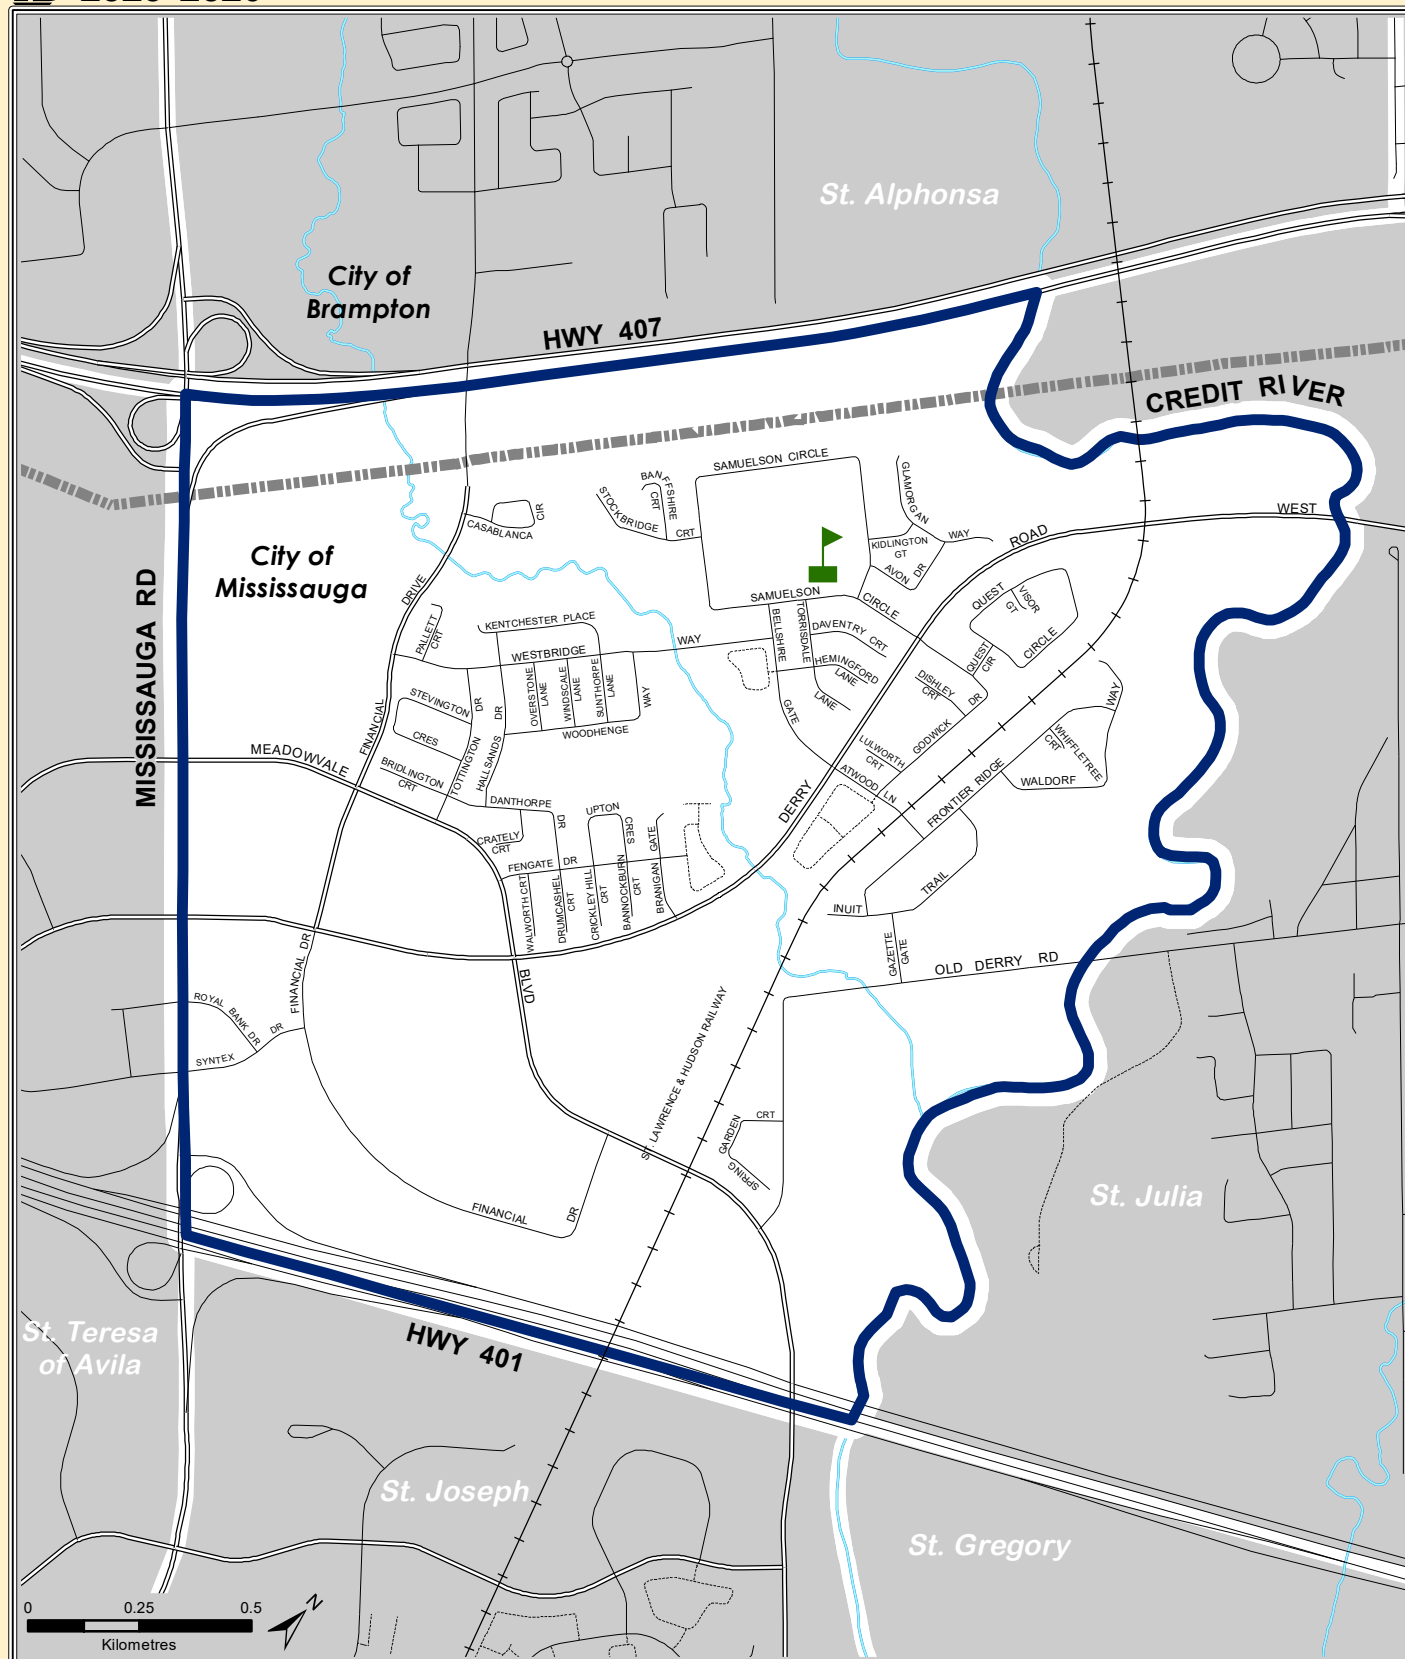 St. Alphonsa
City of
Brampton
HWY 407
CREDIT RIVER
SAMUELSON CIRCLE
GLAMORGAN
WAY
BANFFSHIRE
CRT
STOCKBRIDGE
CRT
CASABLANCA
CIR
KIDLINGTON
GT
AVON DR
ROAD
WEST
City of
Mississauga
MISSISSAUGA RD
DRIVE
PALLETT
CRT
KENTCHESTER PLACE
WESTBRIDGE
WAY
SAMUELSON
CIRCLE
BELLSHIRE
GATE
TORRISDALE
LANE
DAVENTRY CRT
HEMINGFORD
LANE
QUEST
VISOR
GT
CIRCLE
QUEST
CIR
DISHLEY
CRT
GODWICK
DR
LULWORTH
CRT
ATWOOD LN
STEVINGTON
CRES
OVERSTONE
LANE
WINDSCALE
LANE
SUNTHORPE
LANE
WAY
WOODHENGE
TOTTINGTON
DR
HALLSANDS
DR
FINANCIAL
MEADOWVALE
BRIDLINGTON
CRT
DANTHORPE
DR
UPTON
CRES
CRATELY
CRT
FENGATE DR
BRANIGAN GATE
WALWORTH CRT
DRUMCASHEL
CRT
CRICKLEY HILL
CRT
BANNOCKBURN
CRT
DERRY
FRONTIER RIDGE
WHIFFLETREE
CRT
WAY
WALDORF
INUIT
TRAIL
GAZETTE
GATE
OLD DERRY RD
BLVD
FINANCIAL DR
ROYAL BANK DR
SYNTEX
DR
ST. LAWRENCE & HUDSON RAILWAY
GARDEN
CRT
SPRING
FINANCIAL
DR
St. Julia
HWY 401
St. Teresa
of Avila
St. Joseph
St. Gregory
0 0.25 0.5
Kilometres
N